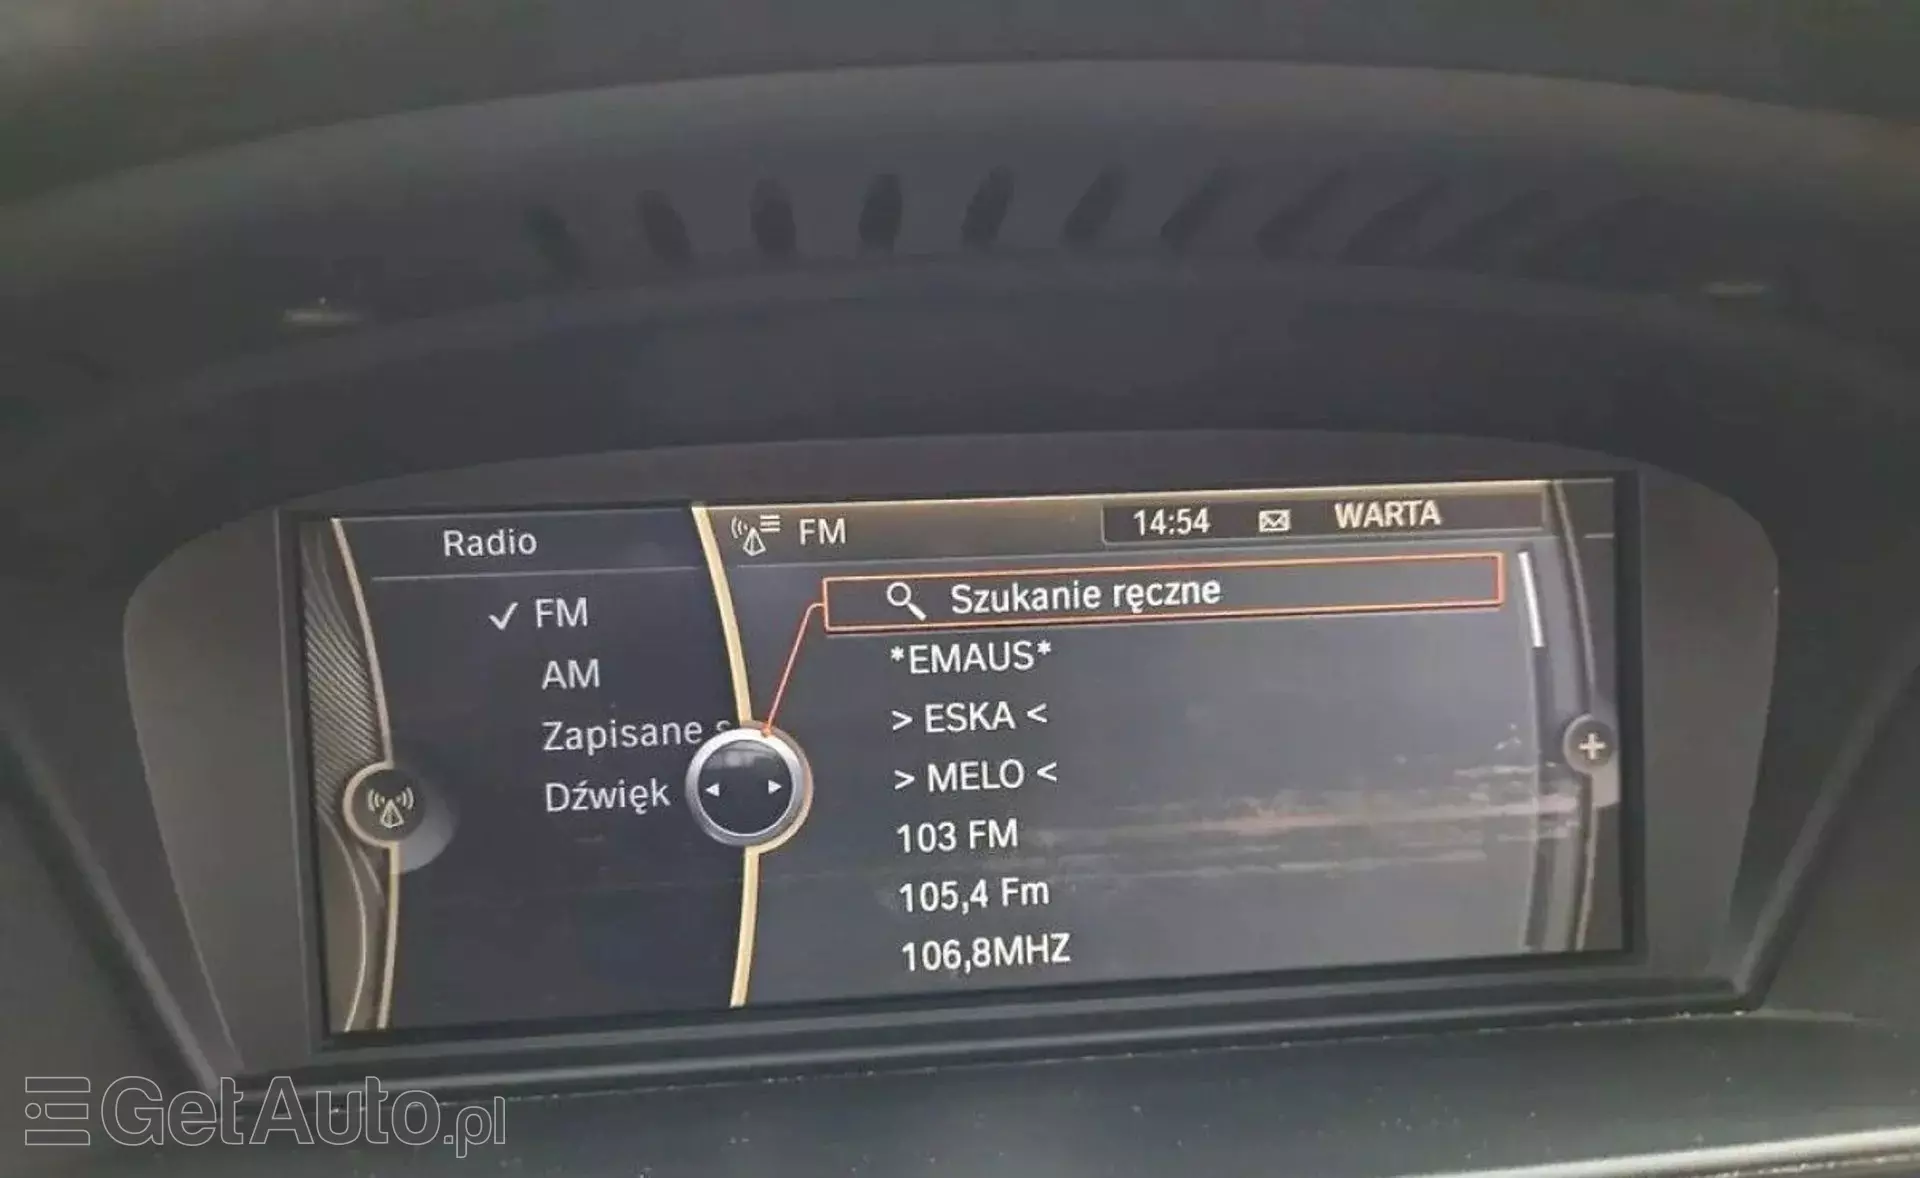 Radio
FM
AM
Zapisane s
Dźwięk
FM
14:54 WARTA
Szukanie ręczne
*EMAUS*
> ESKA <
> MELO <
103 FM
105,4 Fm
106,8MHZ
GetAuto.pl